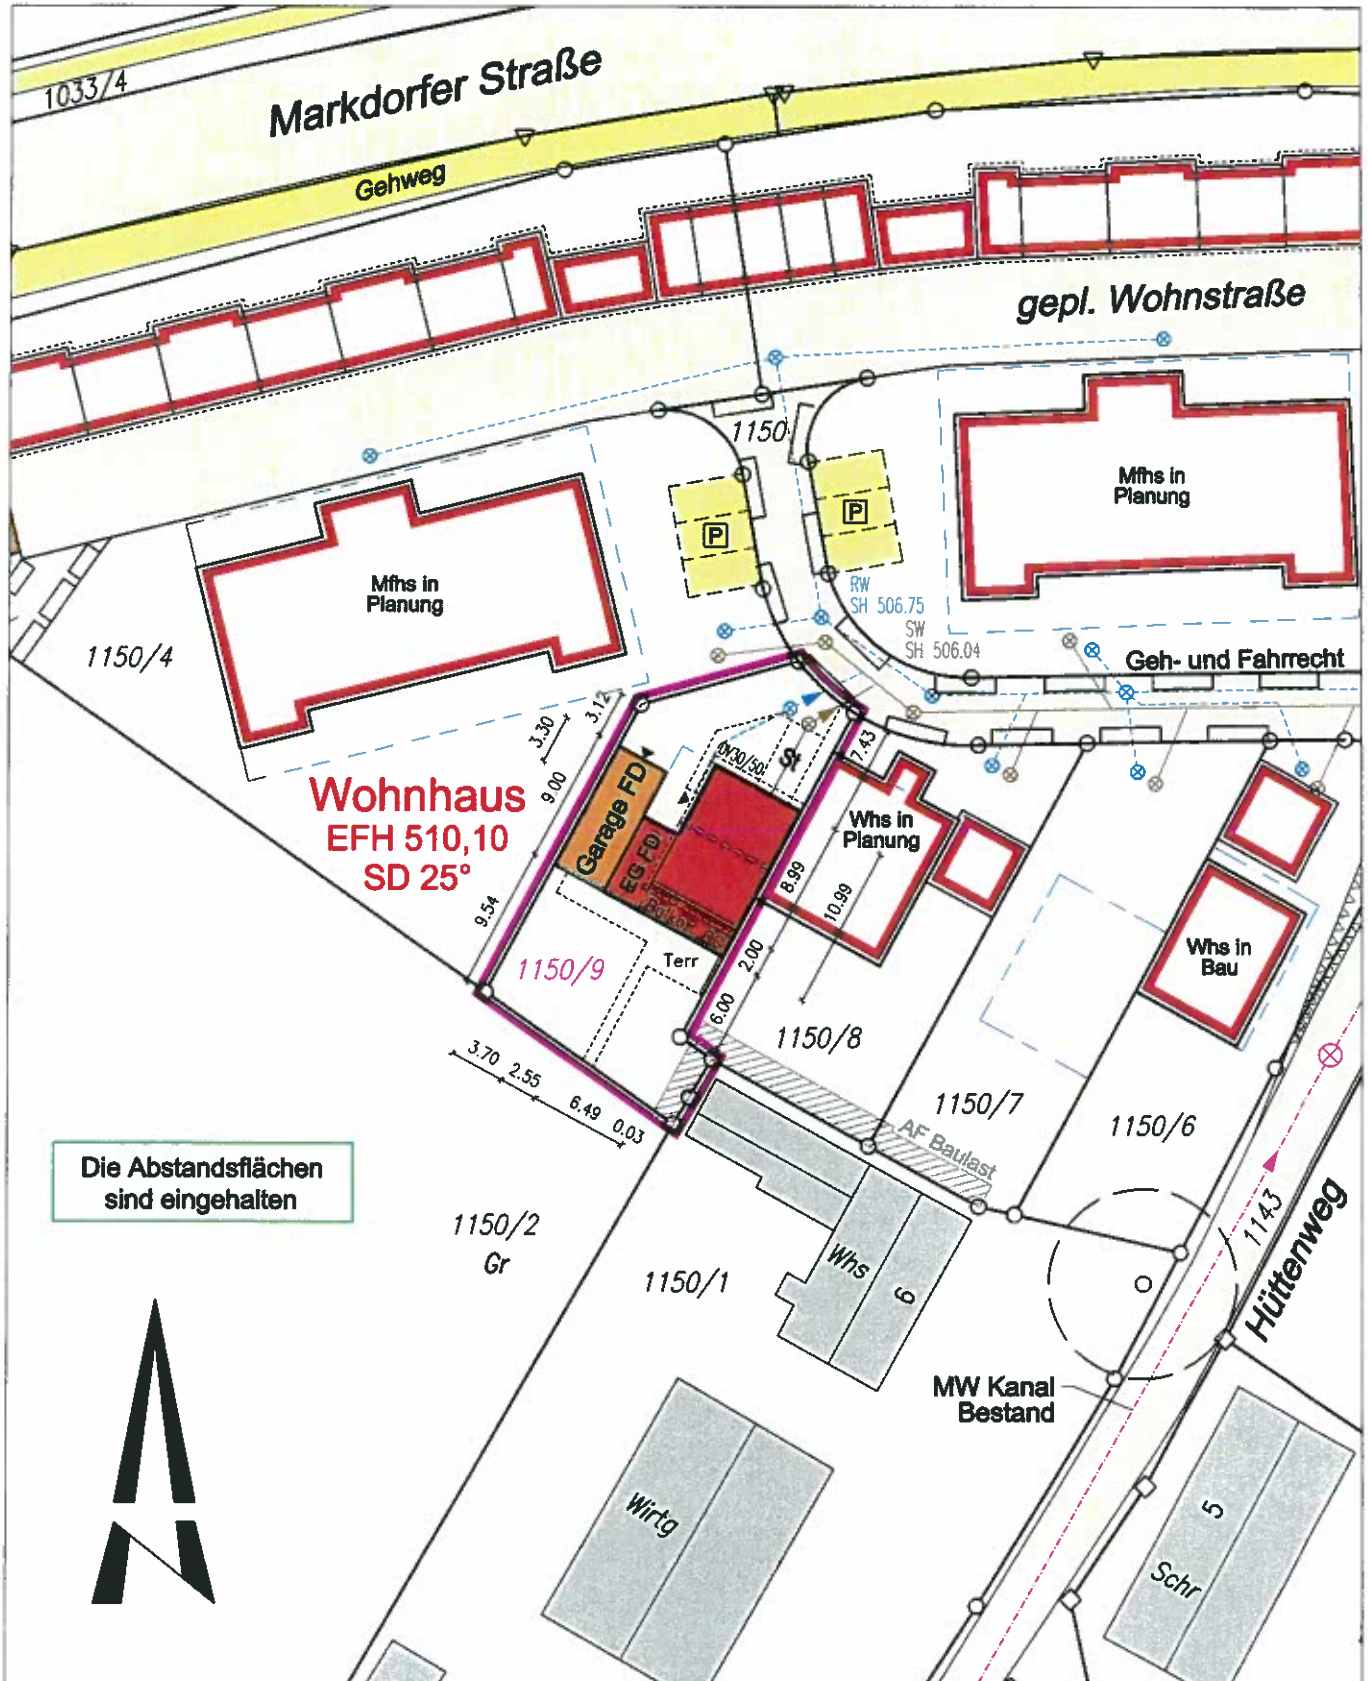 1033/4
Markdorfer Straße
Gehweg
gepl. Wohnstraße
1150
P
P
Mfhs in
Planung
Mfhs in
Planung
RW
SH 506.75
SW
SH 506.04
Geh- und Fahrrecht
1150/4
3.12
3.30
9.00
9.54
Wohnhaus
EFH 510,10
SD 25°
Garage FD
EG FD
St
7.43
Whs in
Planung
8.99
10.99
2.00
6.00
Terr
1150/9
1150/8
Whs in
Bau
3.70
2.55
6.49
0.03
1150/7
1150/6
AF Baulast
Die Abstandsflächen
sind eingehalten
1150/2
Gr
1150/1
Whs
6
1143
Hüttenweg
MW Kanal
Bestand
Wirtg
5
Schr